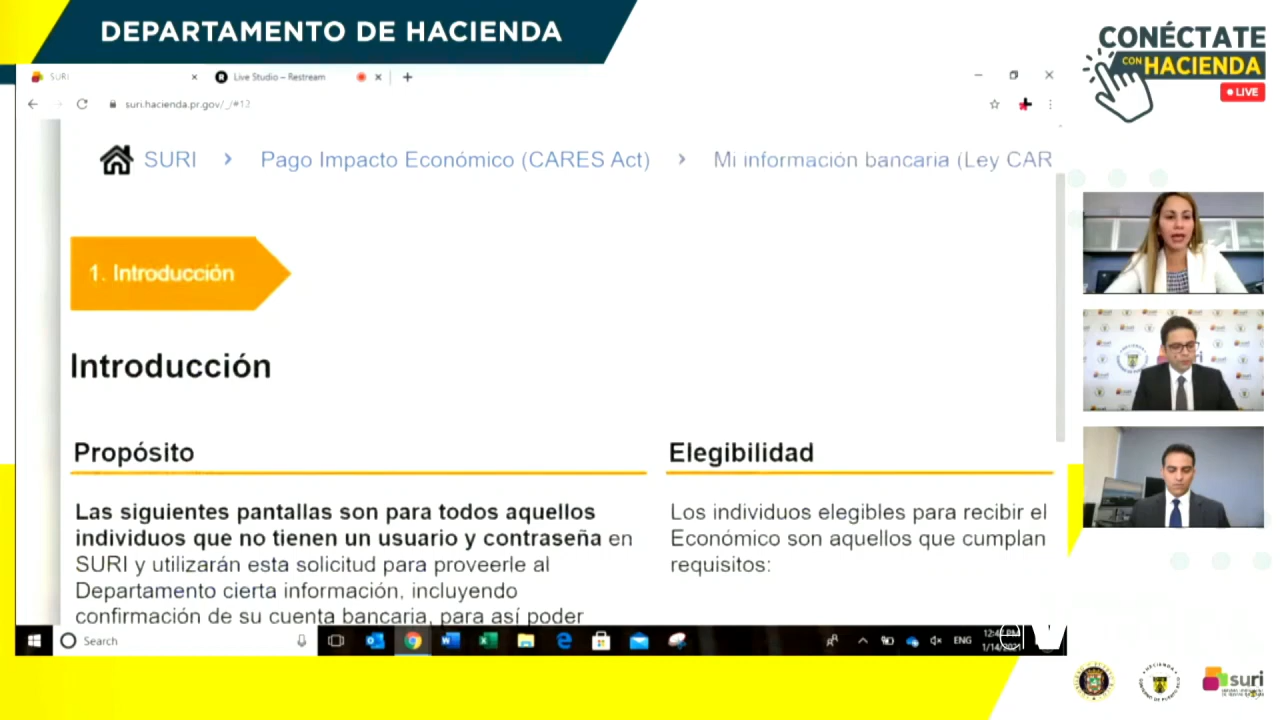 DEPARTAMENTO DE HACIENDA
CONÉCTATE
CON HACIENDA
LIVE
SURI
Live Studio – Restream
suri.hacienda.pr.gov/_/#13
SURI > Pago Impacto Económico (CARES Act) > Mi información bancaria (Ley CAR
1. Introducción
Introducción
Propósito
Las siguientes pantallas son para todos aquellos
individuos que no tienen un usuario y contraseña en
SURI y utilizarán esta solicitud para proveerle al
Departamento cierta información, incluyendo
confirmación de su cuenta bancaria, para así poder
Elegibilidad
Los individuos elegibles para recibir el
Económico son aquellos que cumplan
requisitos:
Search
ENG
1/14/2021
suri